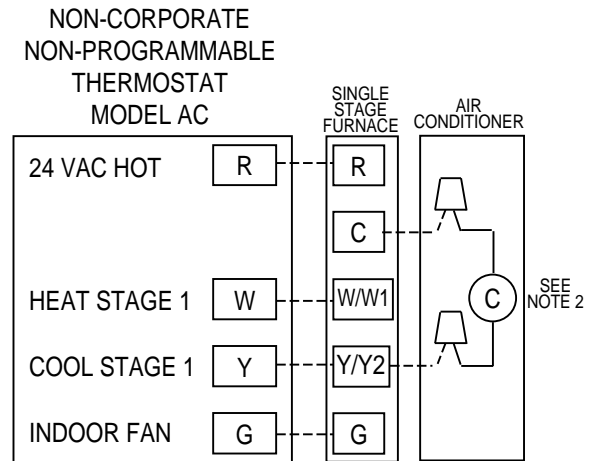 NON-CORPORATE
NON-PROGRAMMABLE
THERMOSTAT
MODEL AC
SINGLE
STAGE
FURNACE
AIR
CONDITIONER
24 VAC HOT R R
C
HEAT STAGE 1 W W/W1
C SEE
NOTE 2
COOL STAGE 1 Y Y/Y2
INDOOR FAN G G